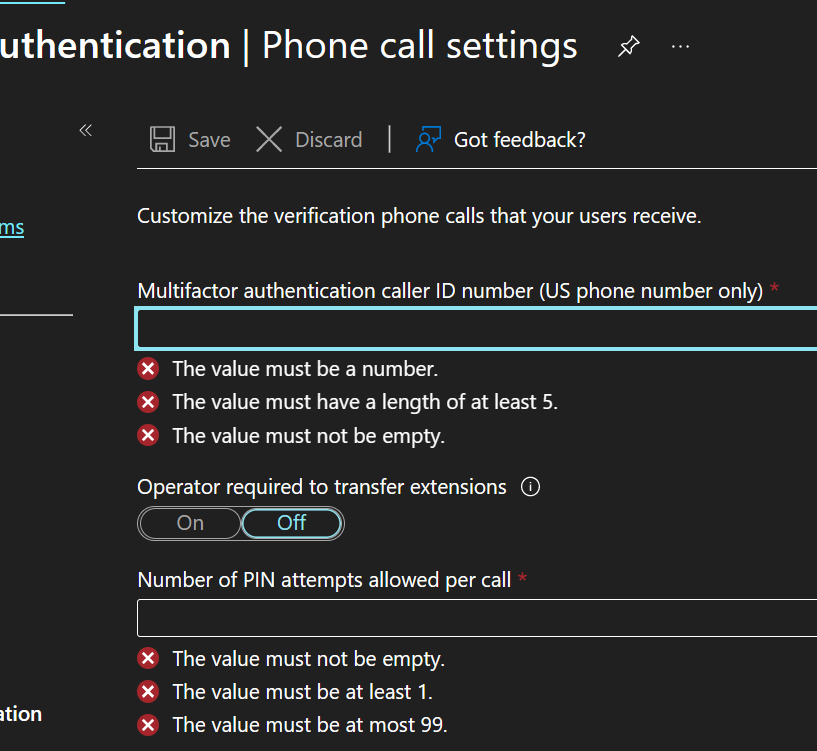 uthentication | Phone call settings
Save Discard | Got feedback?
ms
Customize the verification phone calls that your users receive.
Multifactor authentication caller ID number (US phone number only) *
The value must be a number.
The value must have a length of at least 5.
The value must not be empty.
Operator required to transfer extensions
On Off
Number of PIN attempts allowed per call *
The value must not be empty.
The value must be at least 1.
ation
The value must be at most 99.